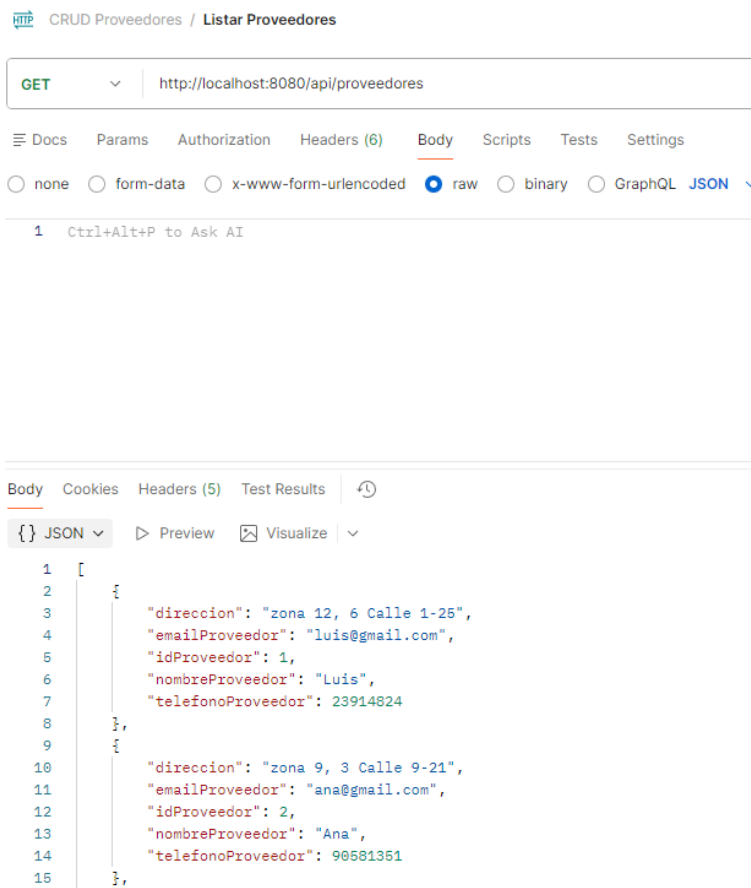 HTTP CRUD Proveedores / Listar Proveedores
GET http://localhost:8080/api/proveedores
Docs Params Authorization Headers (6) Body Scripts Tests Settings
none form-data x-www-form-urlencoded raw binary GraphQL JSON
1 Ctrl+Alt+P to Ask AI
Body Cookies Headers (5) Test Results
{} JSON Preview Visualize
1 [
2 {
3 "direccion": "zona 12, 6 Calle 1-25",
4 "emailProveedor": "luis@gmail.com",
5 "idProveedor": 1,
6 "nombreProveedor": "Luis",
7 "telefonoProveedor": 23914824
8 },
9 {
10 "direccion": "zona 9, 3 Calle 9-21",
11 "emailProveedor": "ana@gmail.com",
12 "idProveedor": 2,
13 "nombreProveedor": "Ana",
14 "telefonoProveedor": 90581351
15 },